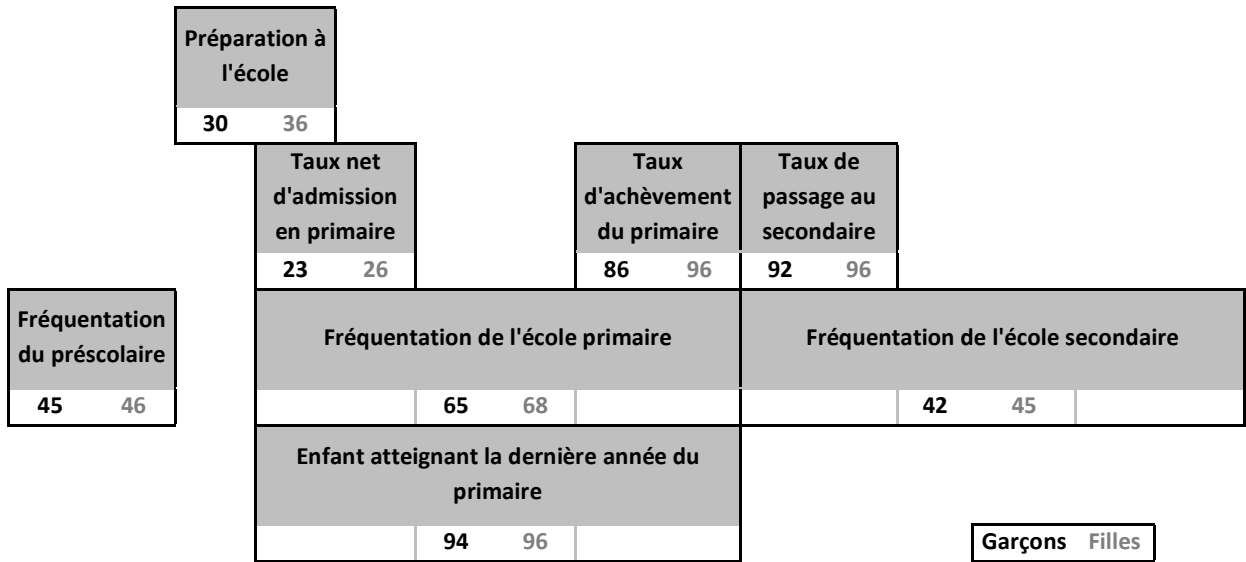 Préparation à
l'école
30 36
Taux net
d'admission
en primaire
23 26
Taux
d'achèvement
du primaire
86 96
Taux de
passage au
secondaire
92 96
Fréquentation
du préscolaire
45 46
Fréquentation de l'école primaire
65 68
Fréquentation de l'école secondaire
42 45
Enfant atteignant la dernière année du
primaire
94 96
Garçons Filles